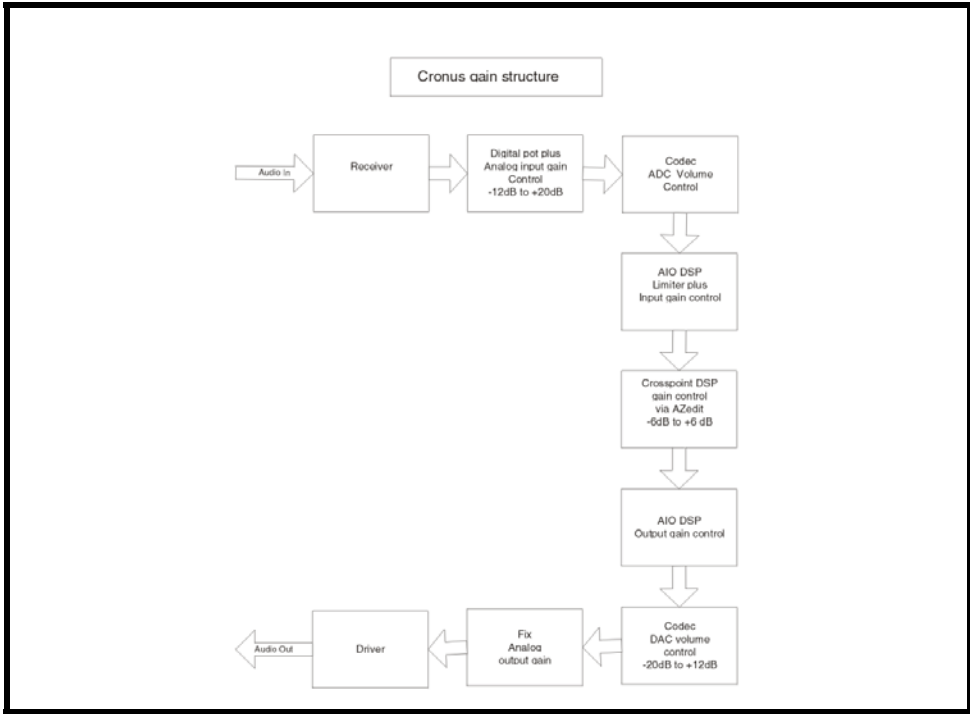 Cronus gain structure
Audio In
Receiver
Digital pot plus
Analog input gain
Control
-12dB to +20dB
Codec
ADC Volume
Control
AIO DSP
Limiter plus
Input gain control
Crosspoint DSP
gain control
via AZedit
-6dB to +6 dB
AIO DSP
Output gain control
Codec
DAC volume
control
-20dB to +12dB
Fix
Analog
output gain
Driver
Audio Out